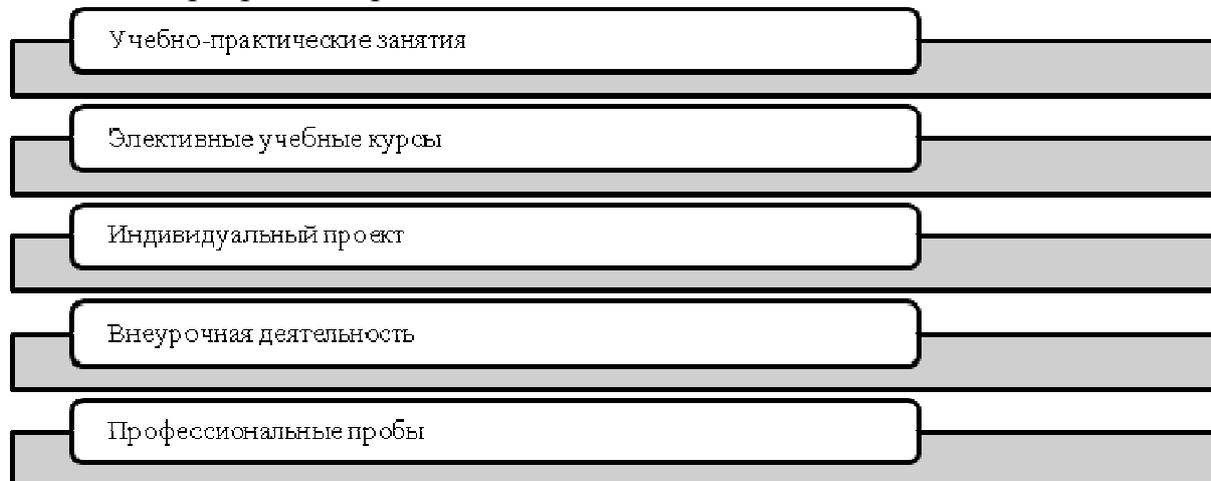 Учебно-практические занятия
Элективные учебные курсы
Индивидуальный проект
Внеурочная деятельность
Профессиональные пробы